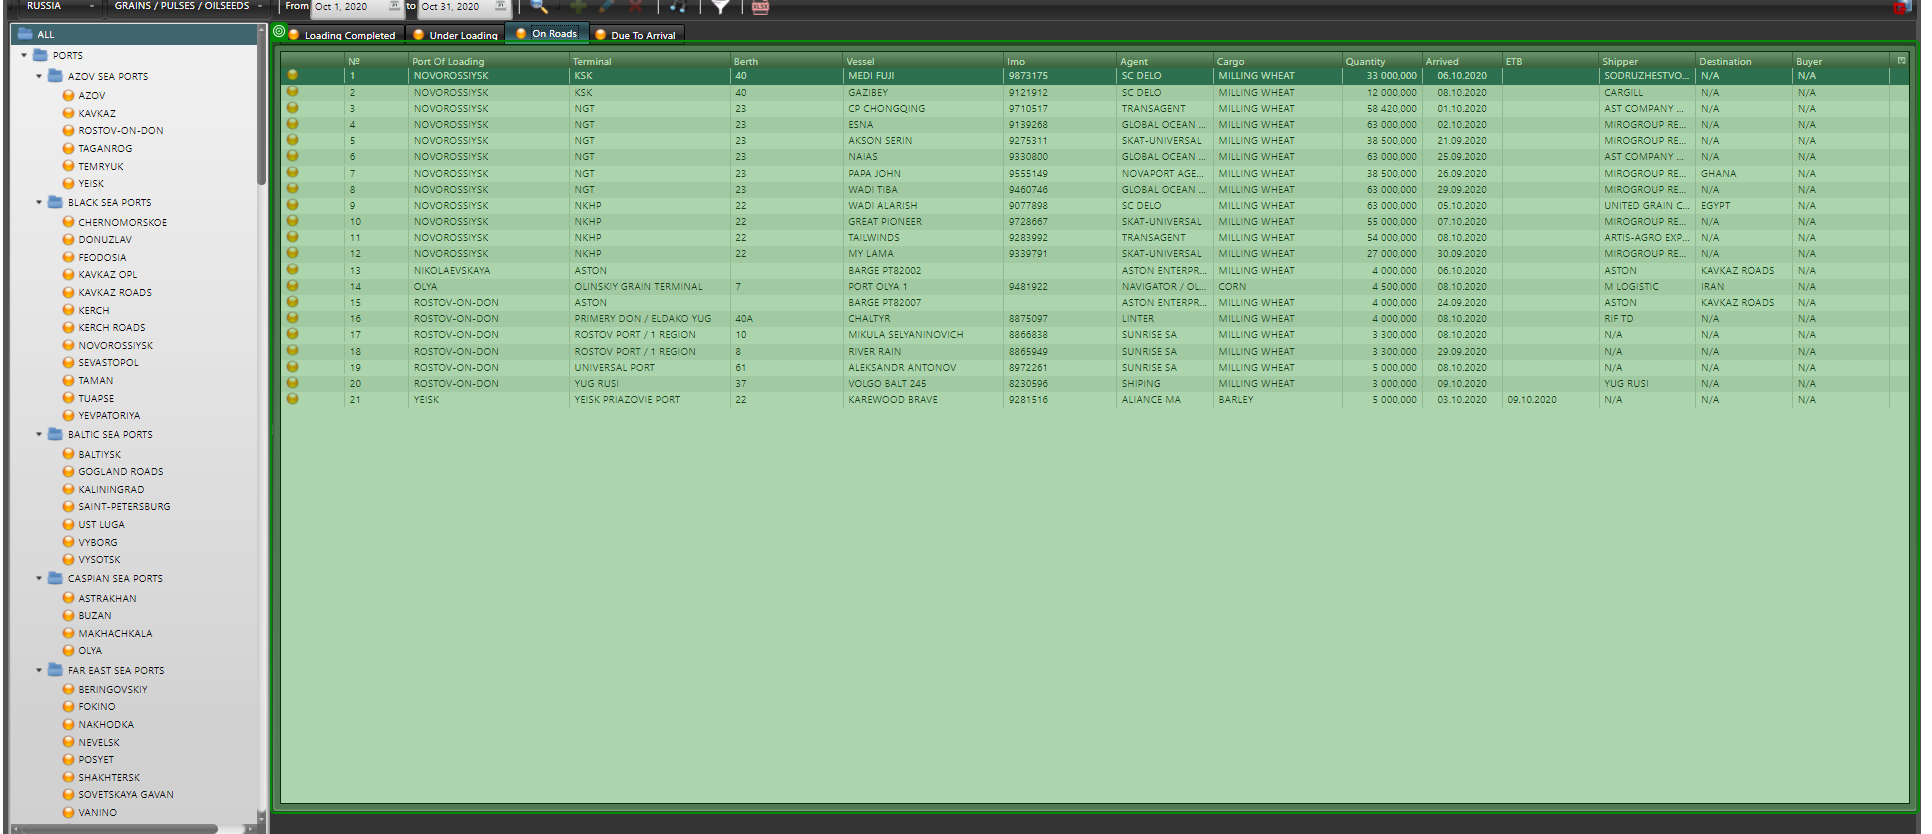 RUSSIA GRAINS / PULSES / OILSEEDS From Oct 1, 2020 to Oct 31, 2020 XLSX
ALL
PORTS
AZOV SEA PORTS
AZOV
KAVKAZ
ROSTOV-ON-DON
TAGANROG
TEMRYUK
YEISK
BLACK SEA PORTS
CHERNOMORSKOE
DONUZLAV
FEODOSIA
KAVKAZ OPL
KAVKAZ ROADS
KERCH
KERCH ROADS
NOVOROSSIYSK
SEVASTOPOL
TAMAN
TUAPSE
YEVPATORIYA
BALTIC SEA PORTS
BALTIYSK
GOGLAND ROADS
KALININGRAD
SAINT-PETERSBURG
UST LUGA
VYBORG
VYSOTSK
CASPIAN SEA PORTS
ASTRAKHAN
BUZAN
MAKHACHKALA
OLYA
FAR EAST SEA PORTS
BERINGOVSKIY
FOKINO
NAKHODKA
NEVELSK
POSYET
SHAKHTERSK
SOVETSKAYA GAVAN
VANINO
Loading Completed Under Loading On Roads Due To Arrival
№ Port Of Loading Terminal Berth Vessel Imo Agent Cargo Quantity Arrived ETB Shipper Destination Buyer
1 NOVOROSSIYSK KSK 40 MEDI FUJI 9873175 SC DELO MILLING WHEAT 33 000,000 06.10.2020 SODRUZHESTVO... N/A N/A
2 NOVOROSSIYSK KSK 40 GAZIBEY 9121912 SC DELO MILLING WHEAT 12 000,000 08.10.2020 CARGILL N/A N/A
3 NOVOROSSIYSK NGT 23 CP CHONGQING 9710517 TRANSAGENT MILLING WHEAT 58 420,000 01.10.2020 AST COMPANY ... N/A N/A
4 NOVOROSSIYSK NGT 23 ESNA 9139268 GLOBAL OCEAN ... MILLING WHEAT 63 000,000 02.10.2020 MIROGROUP RE... N/A N/A
5 NOVOROSSIYSK NGT 23 AKSON SERIN 9275311 SKAT-UNIVERSAL MILLING WHEAT 38 500,000 21.09.2020 MIROGROUP RE... N/A N/A
6 NOVOROSSIYSK NGT 23 NAIAS 9330800 GLOBAL OCEAN ... MILLING WHEAT 63 000,000 25.09.2020 AST COMPANY ... N/A N/A
7 NOVOROSSIYSK NGT 23 PAPA JOHN 9555149 NOVAPORT AGE... MILLING WHEAT 38 500,000 26.09.2020 MIROGROUP RE... GHANA N/A
8 NOVOROSSIYSK NGT 23 WADI TIBA 9460746 GLOBAL OCEAN ... MILLING WHEAT 63 000,000 29.09.2020 MIROGROUP RE... N/A N/A
9 NOVOROSSIYSK NKHP 22 WADI ALARISH 9077898 SC DELO MILLING WHEAT 63 000,000 05.10.2020 UNITED GRAIN C... EGYPT N/A
10 NOVOROSSIYSK NKHP 22 GREAT PIONEER 9728667 SKAT-UNIVERSAL MILLING WHEAT 55 000,000 07.10.2020 MIROGROUP RE... N/A N/A
11 NOVOROSSIYSK NKHP 22 TAILWINDS 9283992 TRANSAGENT MILLING WHEAT 54 000,000 08.10.2020 ARTIS-AGRO EXP... N/A N/A
12 NOVOROSSIYSK NKHP 22 MY LAMA 9339791 SKAT-UNIVERSAL MILLING WHEAT 27 000,000 30.09.2020 MIROGROUP RE... N/A N/A
13 NIKOLAEVSKAYA ASTON BARGE PT82002 ASTON ENTERPR... MILLING WHEAT 4 000,000 06.10.2020 ASTON KAVKAZ ROADS N/A
14 OLYA OLINSKIY GRAIN TERMINAL 7 PORT OLYA 1 9481922 NAVIGATOR / OL... CORN 4 500,000 08.10.2020 M LOGISTIC IRAN N/A
15 ROSTOV-ON-DON ASTON BARGE PT82007 ASTON ENTERPR... MILLING WHEAT 4 000,000 24.09.2020 ASTON KAVKAZ ROADS N/A
16 ROSTOV-ON-DON PRIMERY DON / ELDAKO YUG 40A CHALTYR 8875097 LINTER MILLING WHEAT 4 000,000 08.10.2020 RIF TD N/A N/A
17 ROSTOV-ON-DON ROSTOV PORT / 1 REGION 10 MIKULA SELYANINOVICH 8866838 SUNRISE SA MILLING WHEAT 3 300,000 08.10.2020 N/A N/A N/A
18 ROSTOV-ON-DON ROSTOV PORT / 1 REGION 8 RIVER RAIN 8865949 SUNRISE SA MILLING WHEAT 3 300,000 29.09.2020 N/A N/A N/A
19 ROSTOV-ON-DON UNIVERSAL PORT 61 ALEKSANDR ANTONOV 8972261 SUNRISE SA MILLING WHEAT 5 000,000 08.10.2020 N/A N/A N/A
20 ROSTOV-ON-DON YUG RUSI 37 VOLGO BALT 245 8230596 SHIPING MILLING WHEAT 3 000,000 09.10.2020 YUG RUSI N/A N/A
21 YEISK YEISK PRIAZOVIE PORT 22 KAREWOOD BRAVE 9281516 ALIANCE MA BARLEY 5 000,000 03.10.2020 09.10.2020 N/A N/A N/A